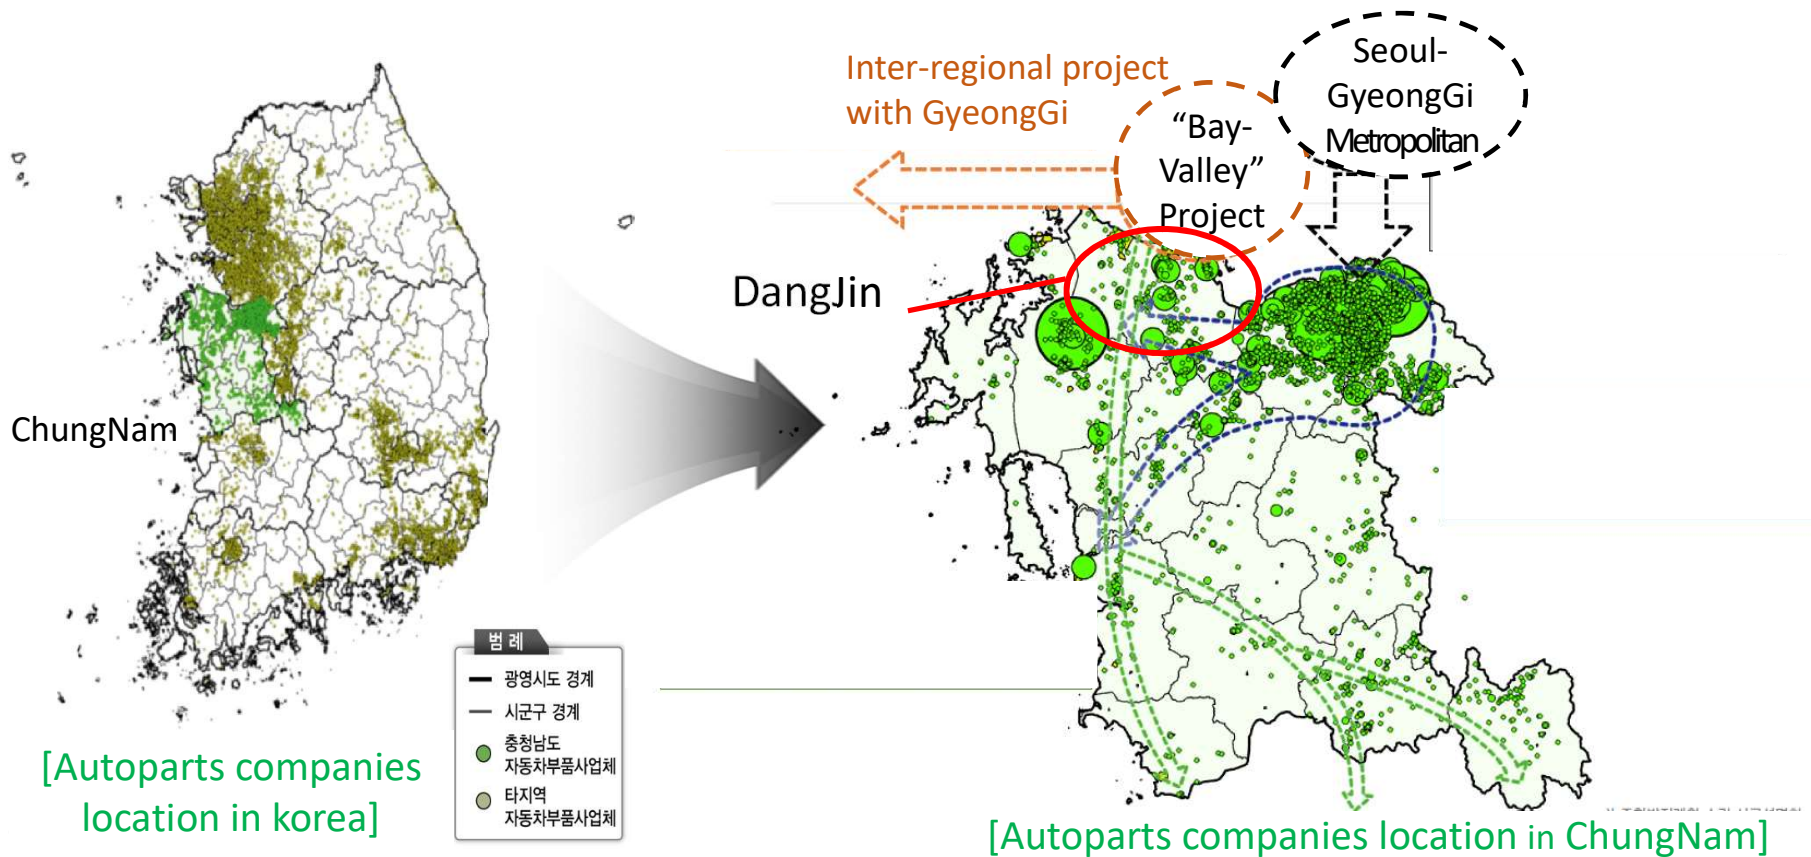 Inter-regional project
with GyeongGi
"Bay-
Valley"
Project
Seoul-
GyeongGi
Metropolitan
DangJin
ChungNam
범 례
광영시도 경계
시군구 경계
충청남도
자동차부품사업체
타지역
자동차부품사업체
[Autoparts companies
location in korea]
[Autoparts companies location in ChungNam]